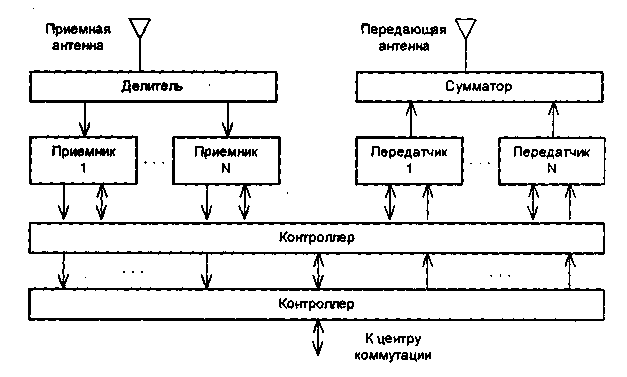 Приемная
антенна
Передающая
антенна
Делитель
Сумматор
Приемник
1
. . .
Приемник
N
Передатчик
1
. . .
Передатчик
N
Контроллер
. . .
. . .
Контроллер
К центру
коммутации